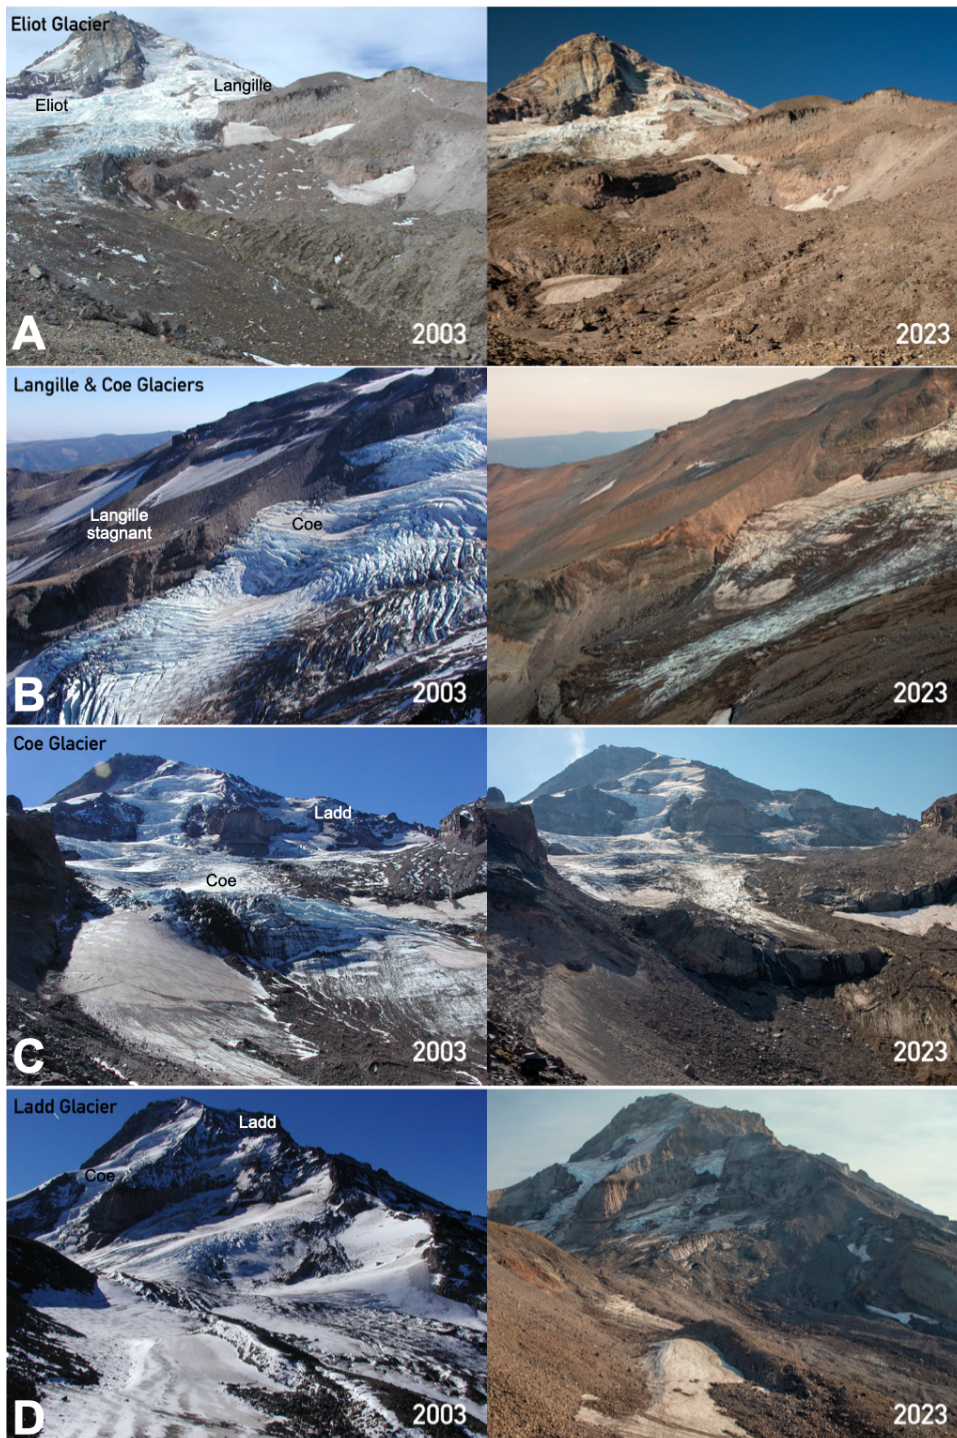 Eliot Glacier
Langille
Eliot
A
2003
2023
Langille & Coe Glaciers
Langille
stagnant
Coe
B
2003
2023
Coe Glacier
Ladd
Coe
C
2003
2023
Ladd Glacier
Ladd
Coe
D
2003
2023